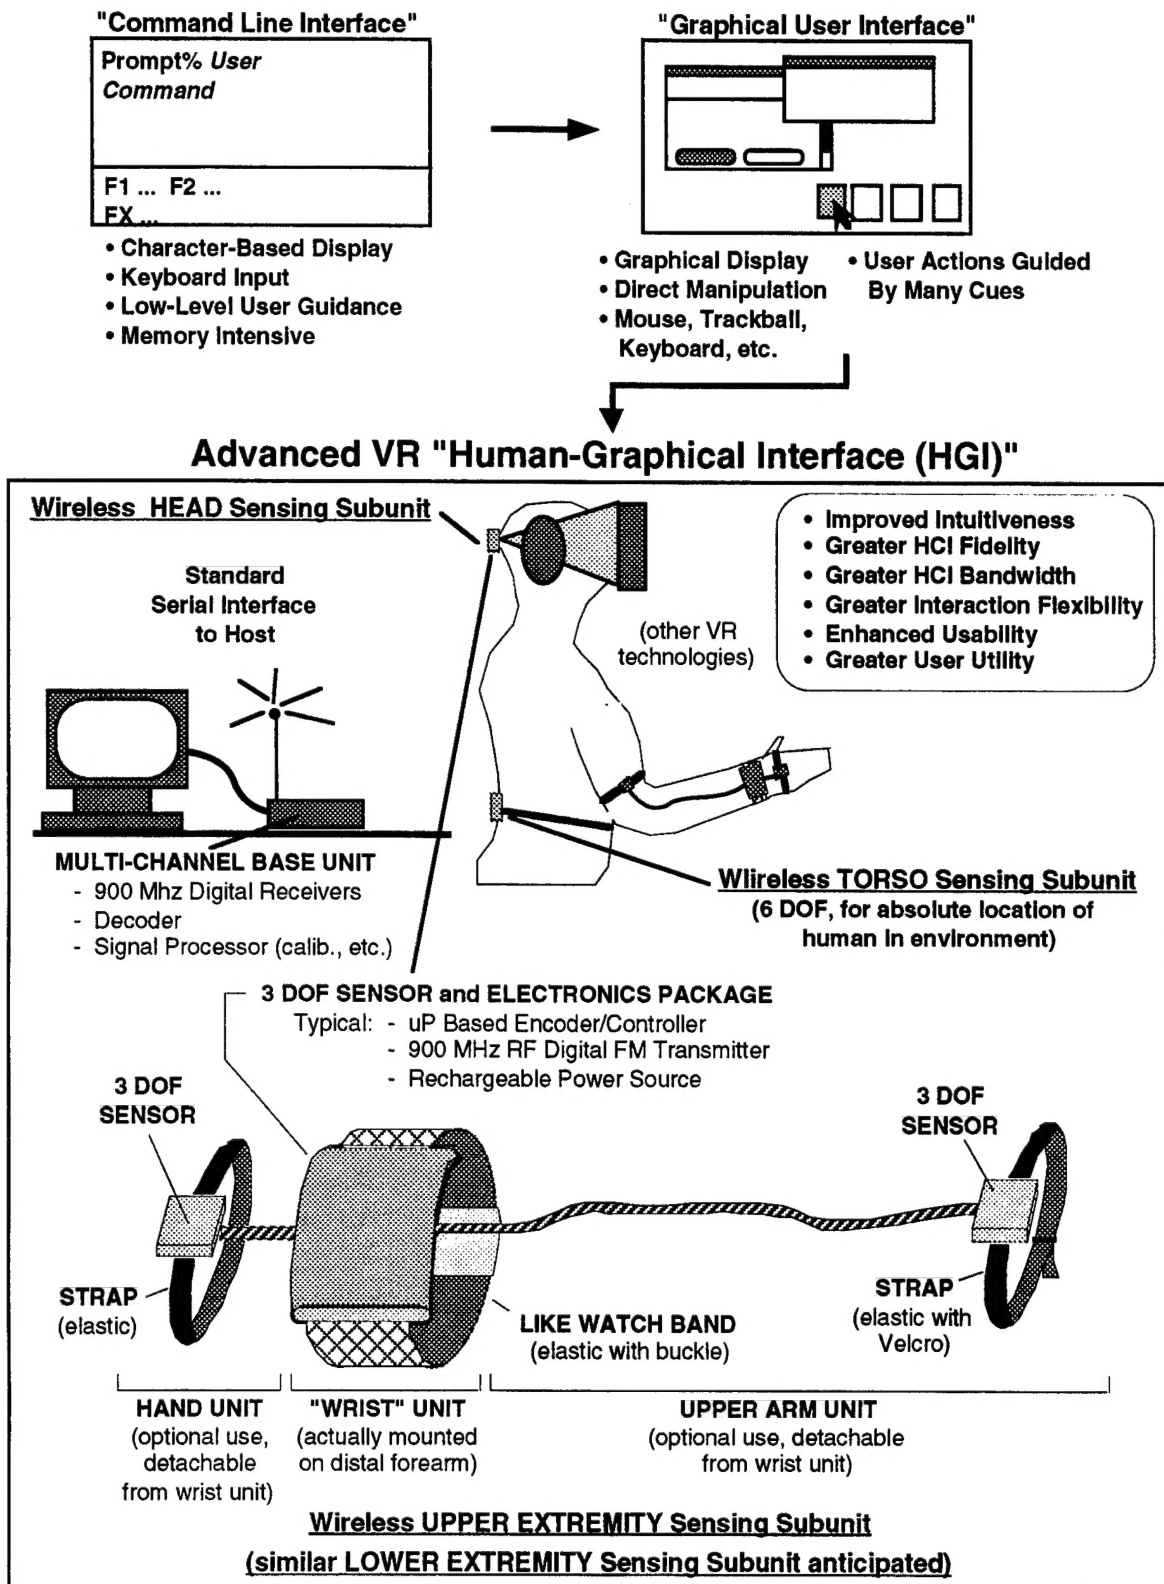 "Command Line Interface"
Prompt% User
Command
F1 ... F2 ...
FX ...
• Character-Based Display
• Keyboard Input
• Low-Level User Guidance
• Memory Intensive
"Graphical User Interface"
• Graphical Display
• Direct Manipulation
• Mouse, Trackball,
Keyboard, etc.
• User Actions Guided
By Many Cues
Advanced VR "Human-Graphical Interface (HGI)"
Wireless HEAD Sensing Subunit
Standard
Serial Interface
to Host
(other VR
technologies)
• Improved Intuitiveness
• Greater HCI Fidelity
• Greater HCI Bandwidth
• Greater Interaction Flexibility
• Enhanced Usability
• Greater User Utility
MULTI-CHANNEL BASE UNIT
- 900 Mhz Digital Receivers
- Decoder
- Signal Processor (calib., etc.)
WIireless TORSO Sensing Subunit
(6 DOF, for absolute location of
human in environment)
3 DOF SENSOR and ELECTRONICS PACKAGE
Typical: - uP Based Encoder/Controller
- 900 MHz RF Digital FM Transmitter
- Rechargeable Power Source
3 DOF
SENSOR
3 DOF
SENSOR
STRAP
(elastic)
LIKE WATCH BAND
(elastic with buckle)
STRAP
(elastic with
Velcro)
HAND UNIT
(optional use,
detachable
from wrist unit)
"WRIST" UNIT
(actually mounted
on distal forearm)
UPPER ARM UNIT
(optional use, detachable
from wrist unit)
Wireless UPPER EXTREMITY Sensing Subunit
(similar LOWER EXTREMITY Sensing Subunit anticipated)